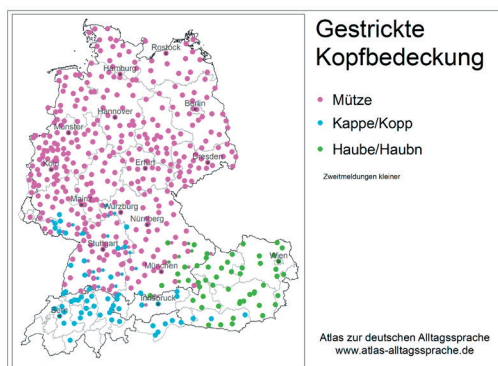 Gestrickte
Kopfbedeckung
Mütze
Kappe/Kopp
Haube/Haubn
Zweitmeldungen kleiner
Rostock
Hamburg
Berlin
Hannover
Münster
Köln
Erfurt
Dresden
Mainz
Würzburg
Nürnberg
Stuttgart
München
Wien
Innsbruck
Bern
Atlas zur deutschen Alltagssprache
www.atlas-alltagssprache.de